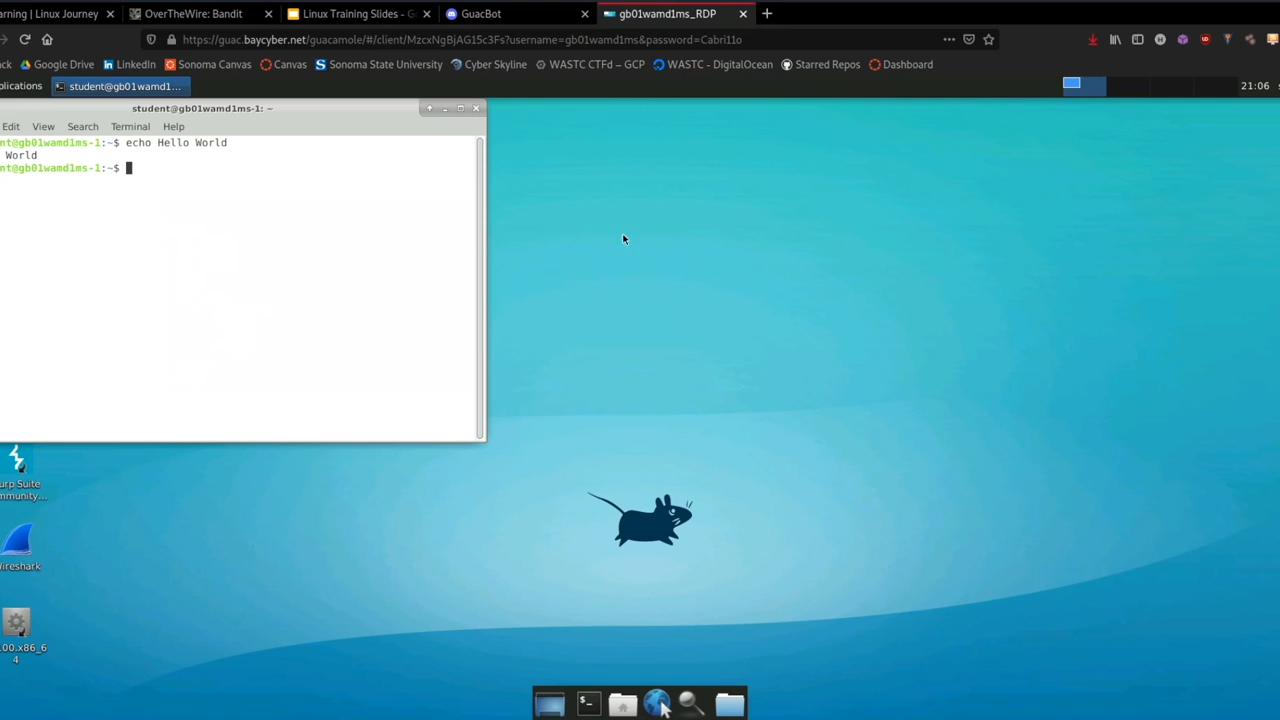 arning | Linux Journey
OverTheWire: Bandit
Linux Training Slides - G
GuacBot
gb01wamd1ms_RDP
https://guac.baycyber.net/guacamole/#/client/MzcxNgBjAG15c3Fs?username=gb01wamd1ms&password=Cabri11o
ck Google Drive LinkedIn Sonoma Canvas Canvas Sonoma State University Cyber Skyline WASTC CTFd – GCP WASTC - DigitalOcean Starred Repos Dashboard
plications student@gb01wamd1... 21:06
student@gb01wamd1ms-1: ~
Edit View Search Terminal Help
nt@gb01wamd1ms-1:~$ echo Hello World
World
nt@gb01wamd1ms-1:~$
urp Suite
mmunity...
Wireshark
.00.x86_6
4